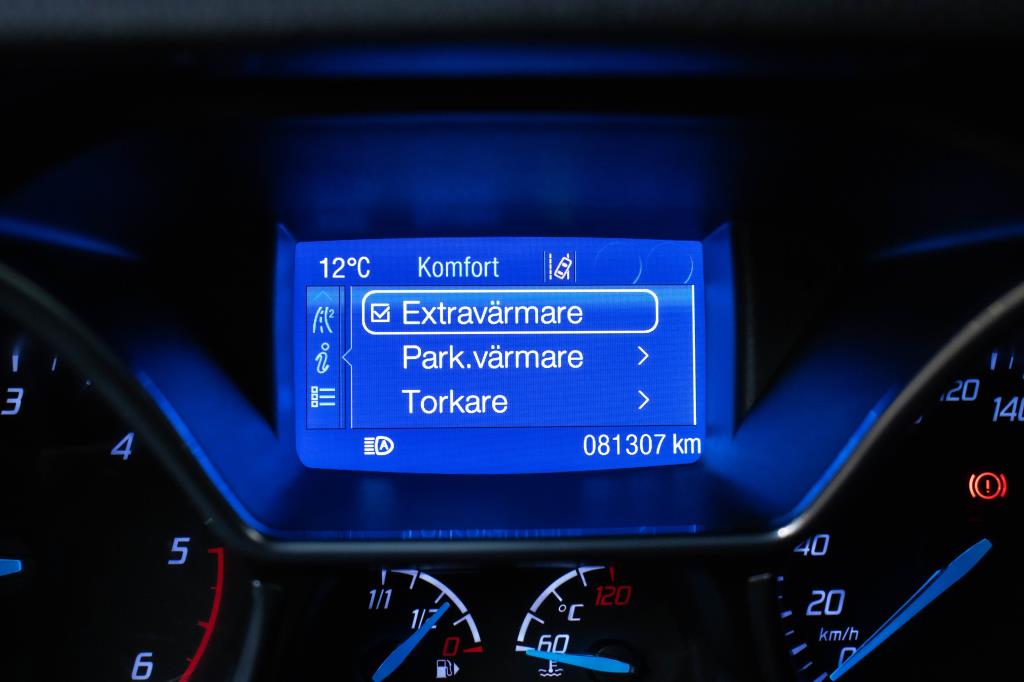 12°C Komfort
Extravärmare
Park.värmare
Torkare
A
081307 km
3
4
5
6
1/1
1/2
0
°C
60
120
0
20
40
km/h
120
140